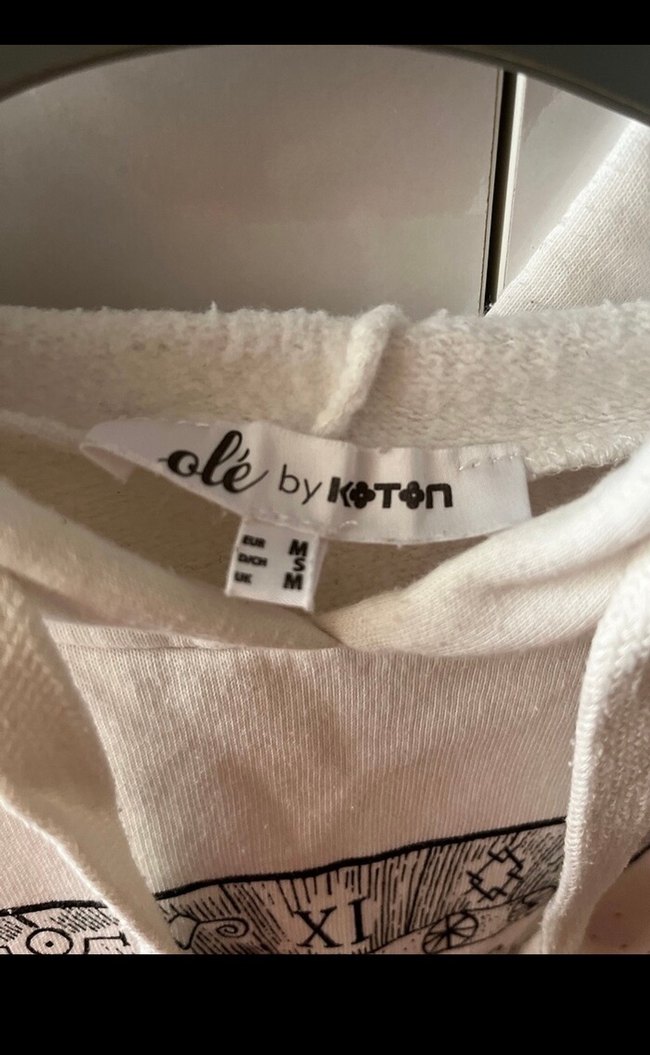 olé by KOTON
EUR M
D/CH S
UK M
XI